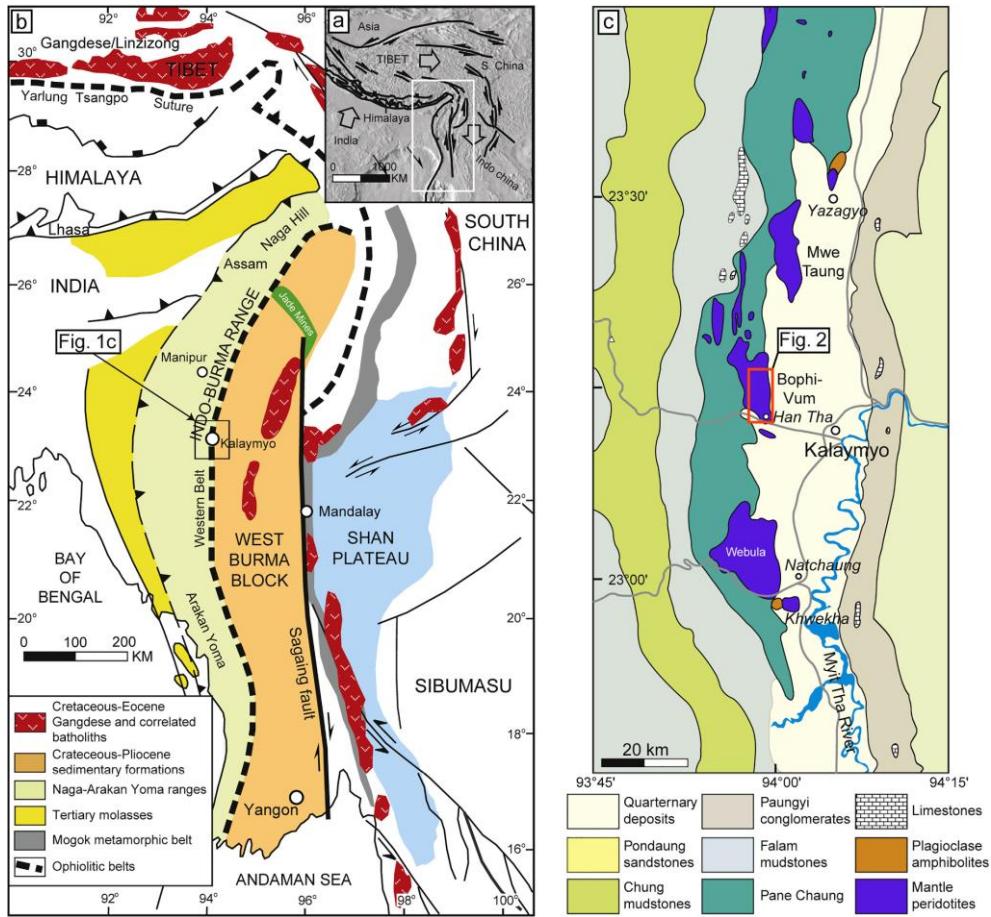 b
92°
94°
96°
a
Asia
TIBET
S. China
Himalaya
India
Indo china
0
1000
KM
30°
Gangdese/Linzizong
TIBET
Yarlung
Tsangpo
Suture
28°
HIMALAYA
Lhasa
Naga Hill
Assam
SOUTH
CHINA
INDIA
26°
26°
Jade Mines
Fig. 1c
INDO-BURMA RANGE
Manipur
24°
24°
Kalaymyo
22°
22°
Western Belt
Mandalay
BAY
OF
BENGAL
WEST
BURMA
BLOCK
SHAN
PLATEAU
20°
20°
Arakan Yoma
Sagaing fault
0
100
200
KM
SIBUMASU
18°
Yangon
16°
ANDAMAN SEA
96°
98°
100°
Cretaceous-Eocene
Gangdese and correlated
batholiths
Crateceous-Pliocene
sedimentary formations
Naga-Arakan Yoma ranges
Tertiary molasses
Mogok metamorphic belt
Ophiolitic belts
c
23°30'
Yazagyo
Mwe
Taung
Fig. 2
Bophi-
Vum
Han Tha
Kalaymyo
Webula
23°00'
Natchaung
Khwekha
Myit Tha River
20 km
93°45'
94°00'
94°15'
Quarternary
deposits
Paungyi
conglomerates
Limestones
Pondaung
sandstones
Falam
mudstones
Plagioclase
amphibolites
Chung
mudstones
Pane Chaung
Mantle
peridotites